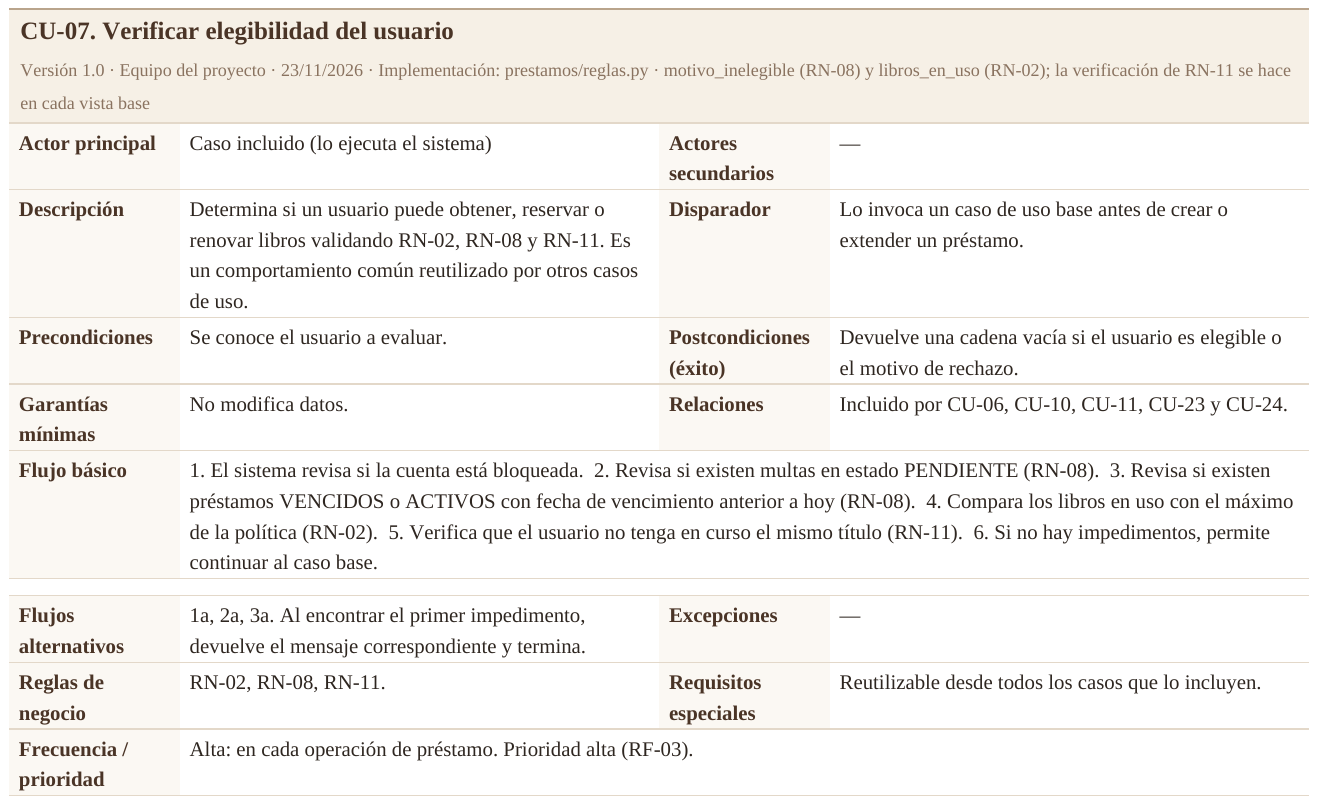 CU-07. Verificar elegibilidad del usuario
Versión 1.0 · Equipo del proyecto · 23/11/2026 · Implementación: prestamos/reglas.py · motivo_inelegible (RN-08) y libros_en_uso (RN-02); la verificación de RN-11 se hace
en cada vista base
Actor principal
Caso incluido (lo ejecuta el sistema)
Actores
secundarios
—
Descripción
Determina si un usuario puede obtener, reservar o
renovar libros validando RN-02, RN-08 y RN-11. Es
un comportamiento común reutilizado por otros casos
de uso.
Disparador
Lo invoca un caso de uso base antes de crear o
extender un préstamo.
Precondiciones
Se conoce el usuario a evaluar.
Postcondiciones
(éxito)
Devuelve una cadena vacía si el usuario es elegible o
el motivo de rechazo.
Garantías
mínimas
No modifica datos.
Relaciones
Incluido por CU-06, CU-10, CU-11, CU-23 y CU-24.
Flujo básico
1. El sistema revisa si la cuenta está bloqueada.  2. Revisa si existen multas en estado PENDIENTE (RN-08).  3. Revisa si existen
préstamos VENCIDOS o ACTIVOS con fecha de vencimiento anterior a hoy (RN-08).  4. Compara los libros en uso con el máximo
de la política (RN-02).  5. Verifica que el usuario no tenga en curso el mismo título (RN-11).  6. Si no hay impedimentos, permite
continuar al caso base.
Flujos
alternativos
1a, 2a, 3a. Al encontrar el primer impedimento,
devuelve el mensaje correspondiente y termina.
Excepciones
—
Reglas de
negocio
RN-02, RN-08, RN-11.
Requisitos
especiales
Reutilizable desde todos los casos que lo incluyen.
Frecuencia /
prioridad
Alta: en cada operación de préstamo. Prioridad alta (RF-03).